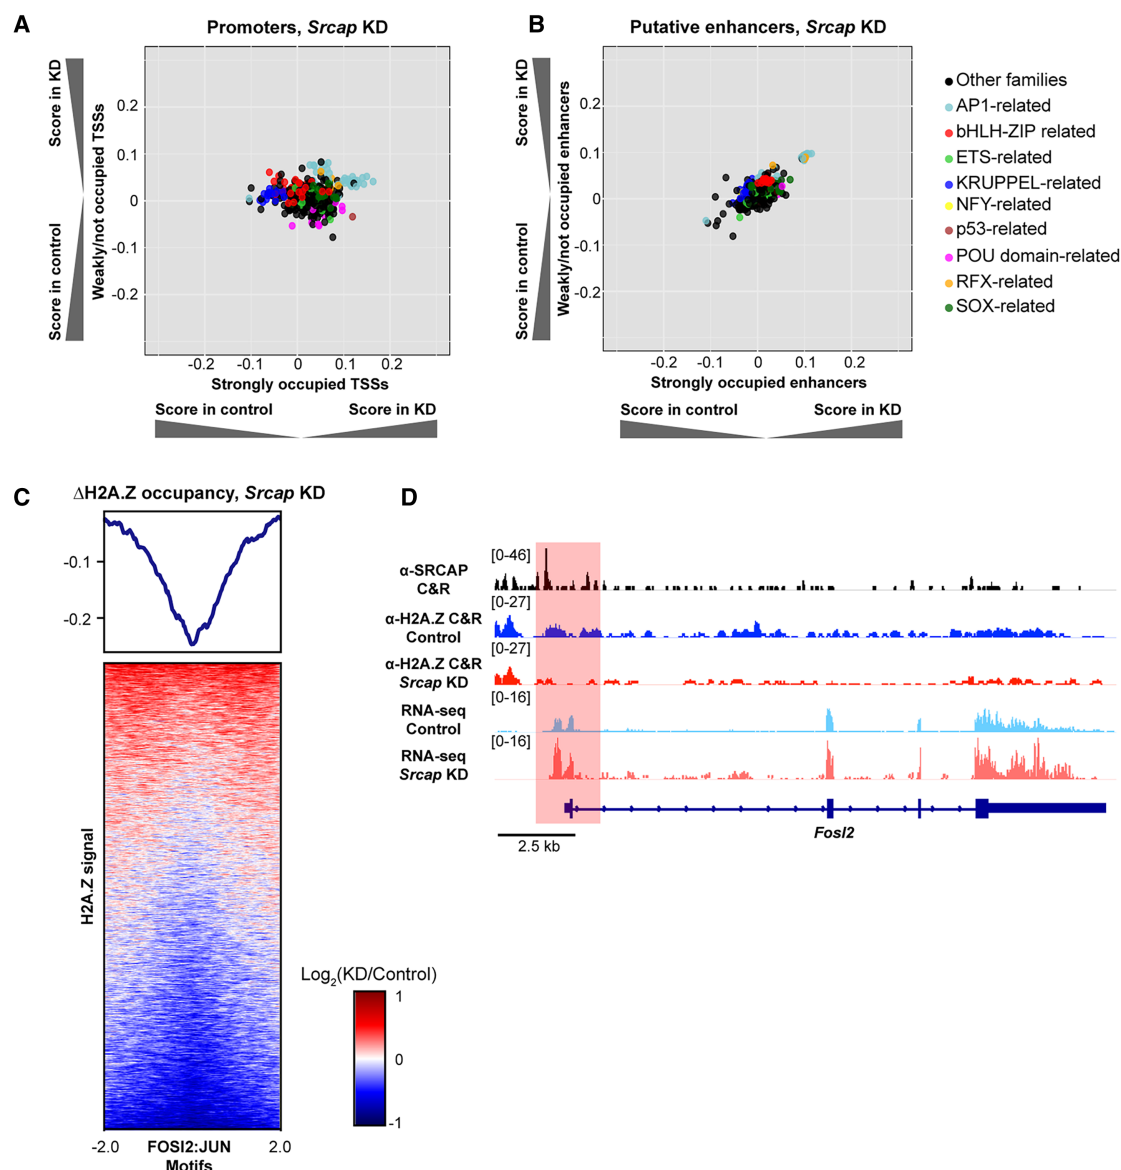 A
Promoters, Srcap KD
Score in KD
Score in control
Weakly/not occupied TSSs
0.2
0.1
0
-0.1
-0.2
-0.2
-0.1
0
0.1
0.2
Strongly occupied TSSs
Score in control
Score in KD
B
Putative enhancers, Srcap KD
Score in KD
Score in control
Weakly/not occupied enhancers
0.2
0.1
0
-0.1
-0.2
-0.2
-0.1
0
0.1
0.2
Strongly occupied enhancers
Score in control
Score in KD
Other families
AP1-related
bHLH-ZIP related
ETS-related
KRUPPEL-related
NFY-related
p53-related
POU domain-related
RFX-related
SOX-related
C
ΔH2A.Z occupancy, Srcap KD
-0.1
-0.2
H2A.Z signal
-2.0
FOSl2:JUN
2.0
Motifs
Log2(KD/Control)
1
0
-1
D
[0-46]
α-SRCAP
C&R
[0-27]
α-H2A.Z C&R
Control
[0-27]
α-H2A.Z C&R
Srcap KD
[0-16]
RNA-seq
Control
[0-16]
RNA-seq
Srcap KD
Fosl2
2.5 kb